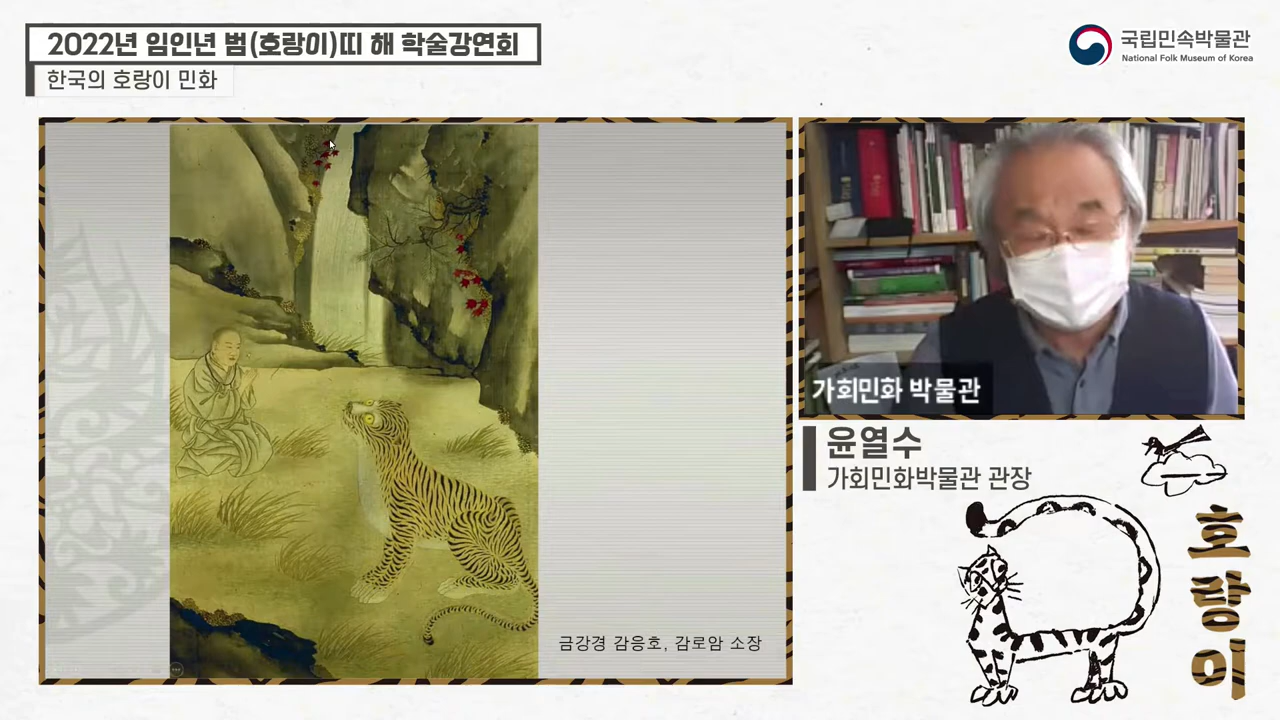 2022년 임인년 범(호랑이)띠 해 학술강연회
한국의 호랑이 민화
국립민속박물관
National Folk Museum of Korea
금강경 감응호, 감로암 소장
가회민화 박물관
윤열수
가회민화박물관 관장
호랑이